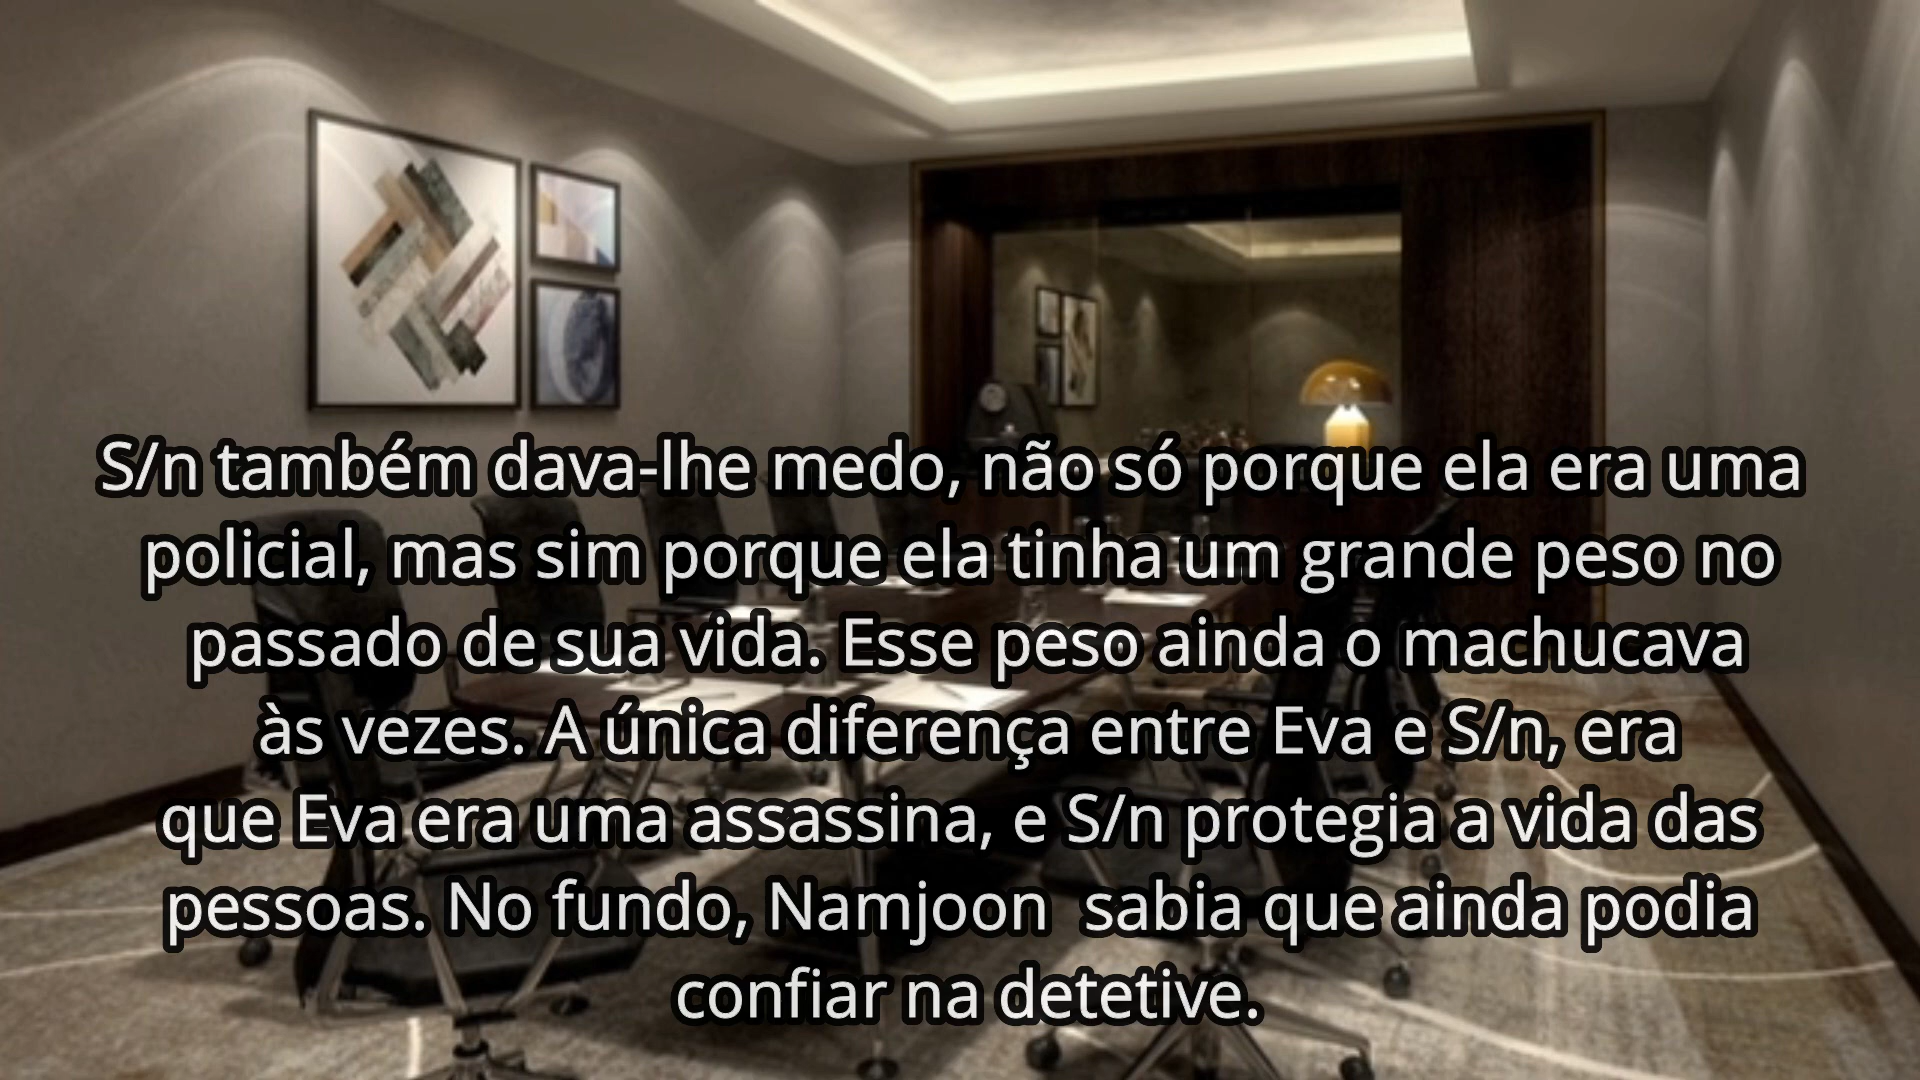 S/n também dava-lhe medo, não só porque ela era uma
policial, mas sim porque ela tinha um grande peso no
passado de sua vida. Esse peso ainda o machucava
às vezes. A única diferença entre Eva e S/n, era
que Eva era uma assassina, e S/n protegia a vida das
pessoas. No fundo, Namjoon  sabia que ainda podia
confiar na detetive.